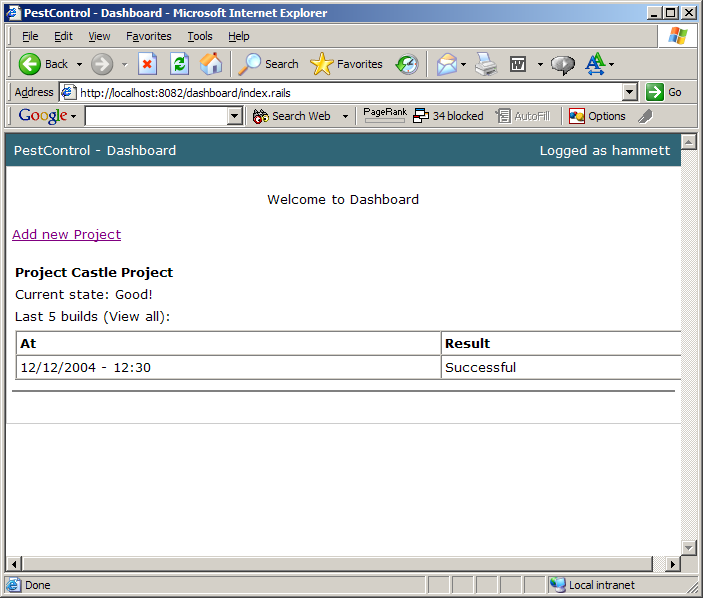 PestControl - Dashboard - Microsoft Internet Explorer
File Edit View Favorites Tools Help
Back Search Favorites W
Address http://localhost:8082/dashboard/index.rails Go
Google Search Web PageRank 34 blocked AutoFill Options
PestControl - Dashboard Logged as hammett
Welcome to Dashboard
Add new Project
Project Castle Project
Current state: Good!
Last 5 builds (View all):
At Result
12/12/2004 - 12:30 Successful
Done Local intranet